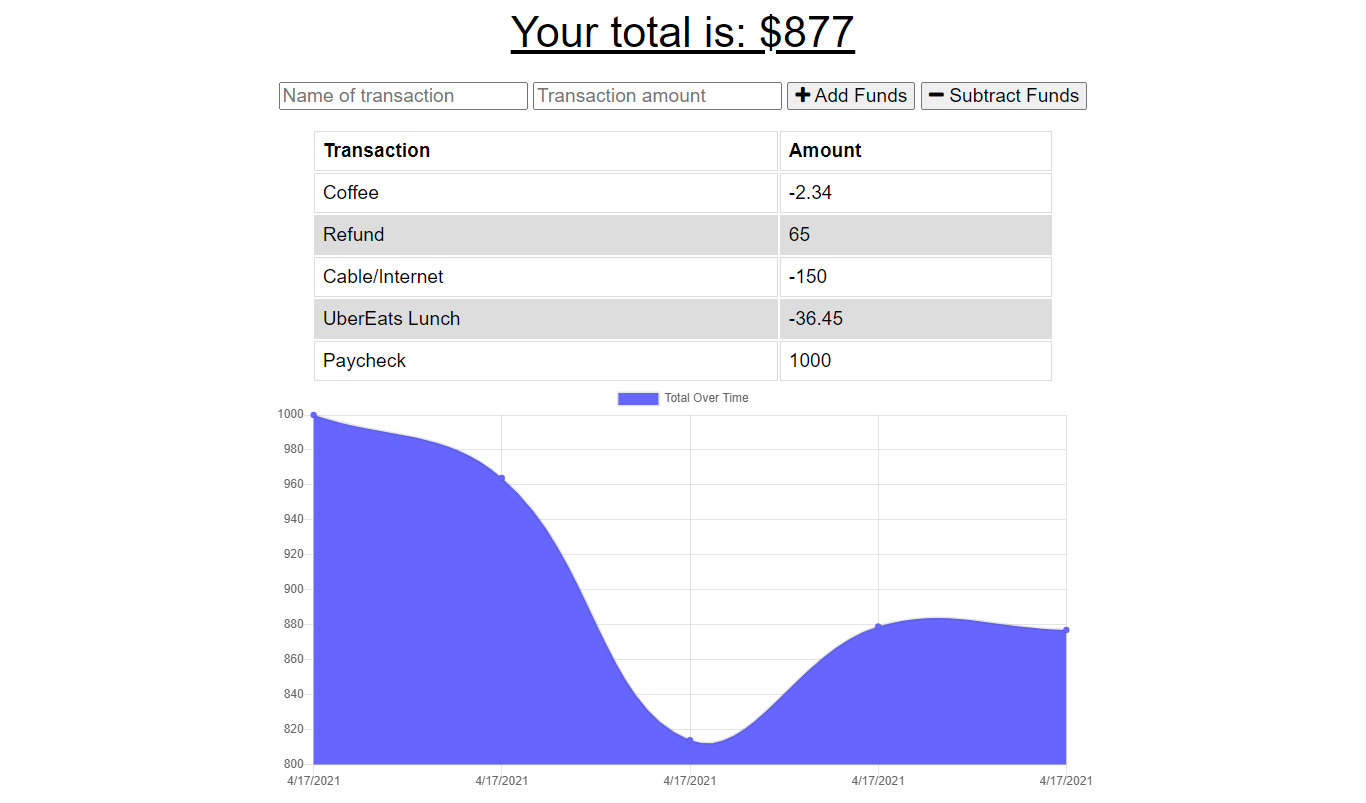 Your total is: $877
Name of transaction Transaction amount Add Funds Subtract Funds
Transaction Amount
Coffee -2.34
Refund 65
Cable/Internet -150
UberEats Lunch -36.45
Paycheck 1000
Total Over Time
1000
980
960
940
920
900
880
860
840
820
800
4/17/2021 4/17/2021 4/17/2021 4/17/2021 4/17/2021